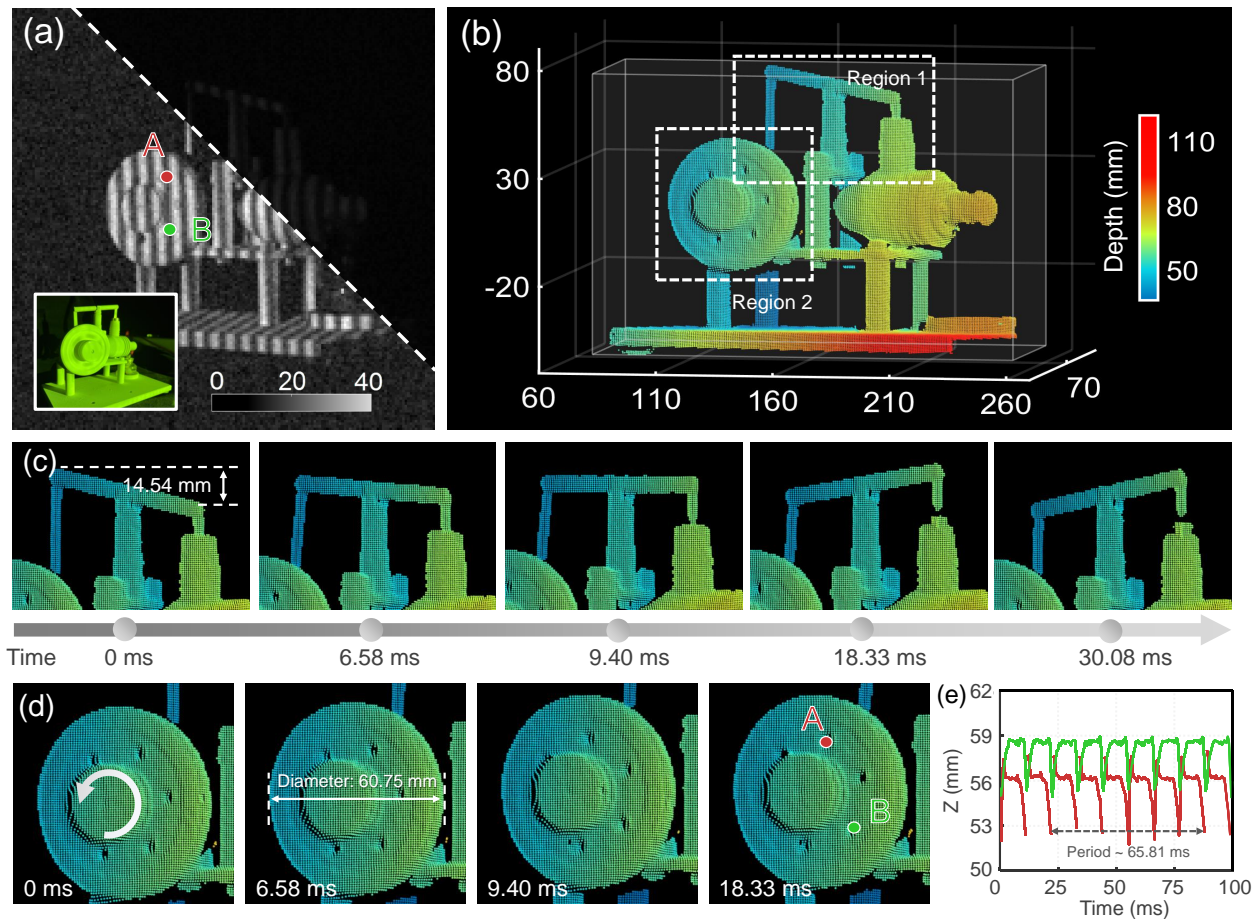 (a)
A
B
0 20 40
(b)
80
30
-20
60 110 160 210 260
70
Region 1
Region 2
Depth (mm)
110
80
50
(c)
14.54 mm
Time 0 ms 6.58 ms 9.40 ms 18.33 ms 30.08 ms
(d)
0 ms
Diameter: 60.75 mm
6.58 ms
9.40 ms
A
B
18.33 ms
(e)
62
59
56
53
50
Z (mm)
Period ~ 65.81 ms
0 25 50 75 100
Time (ms)